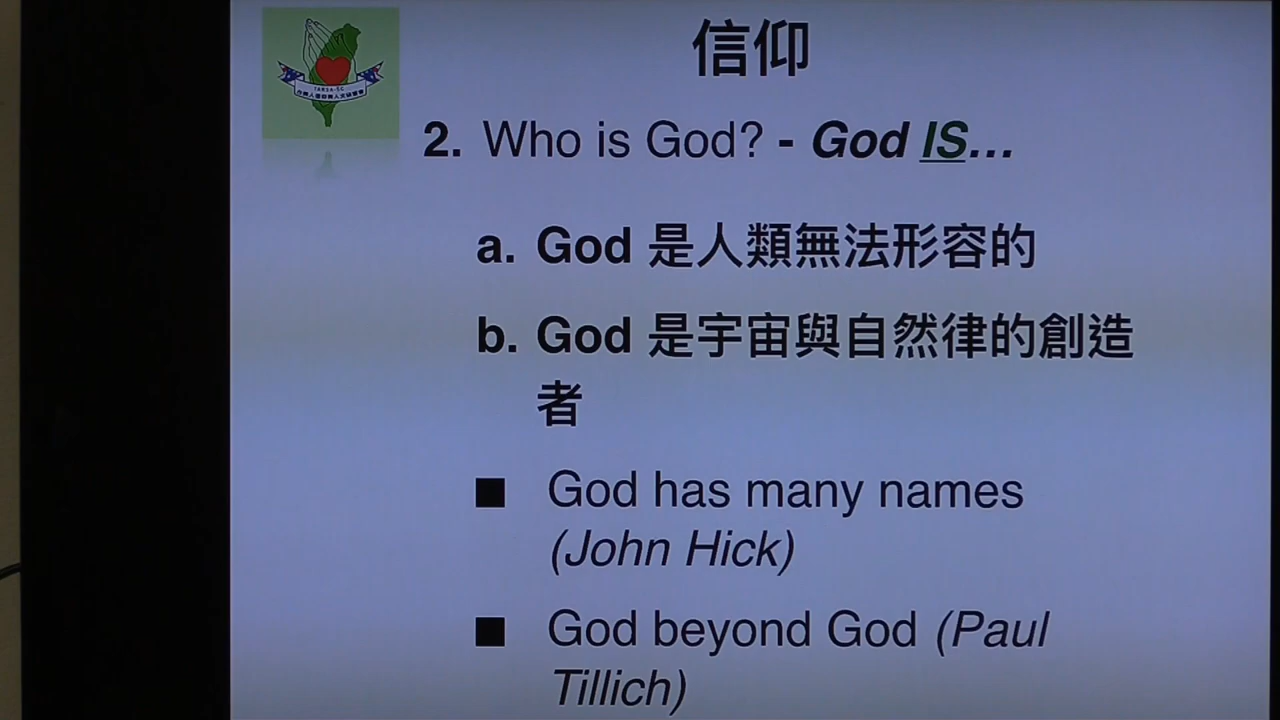 信仰
2. Who is God? - God IS...
a. God 是人類無法形容的
b. God 是宇宙與自然律的創造
者
■ God has many names
(John Hick)
■ God beyond God (Paul
Tillich)